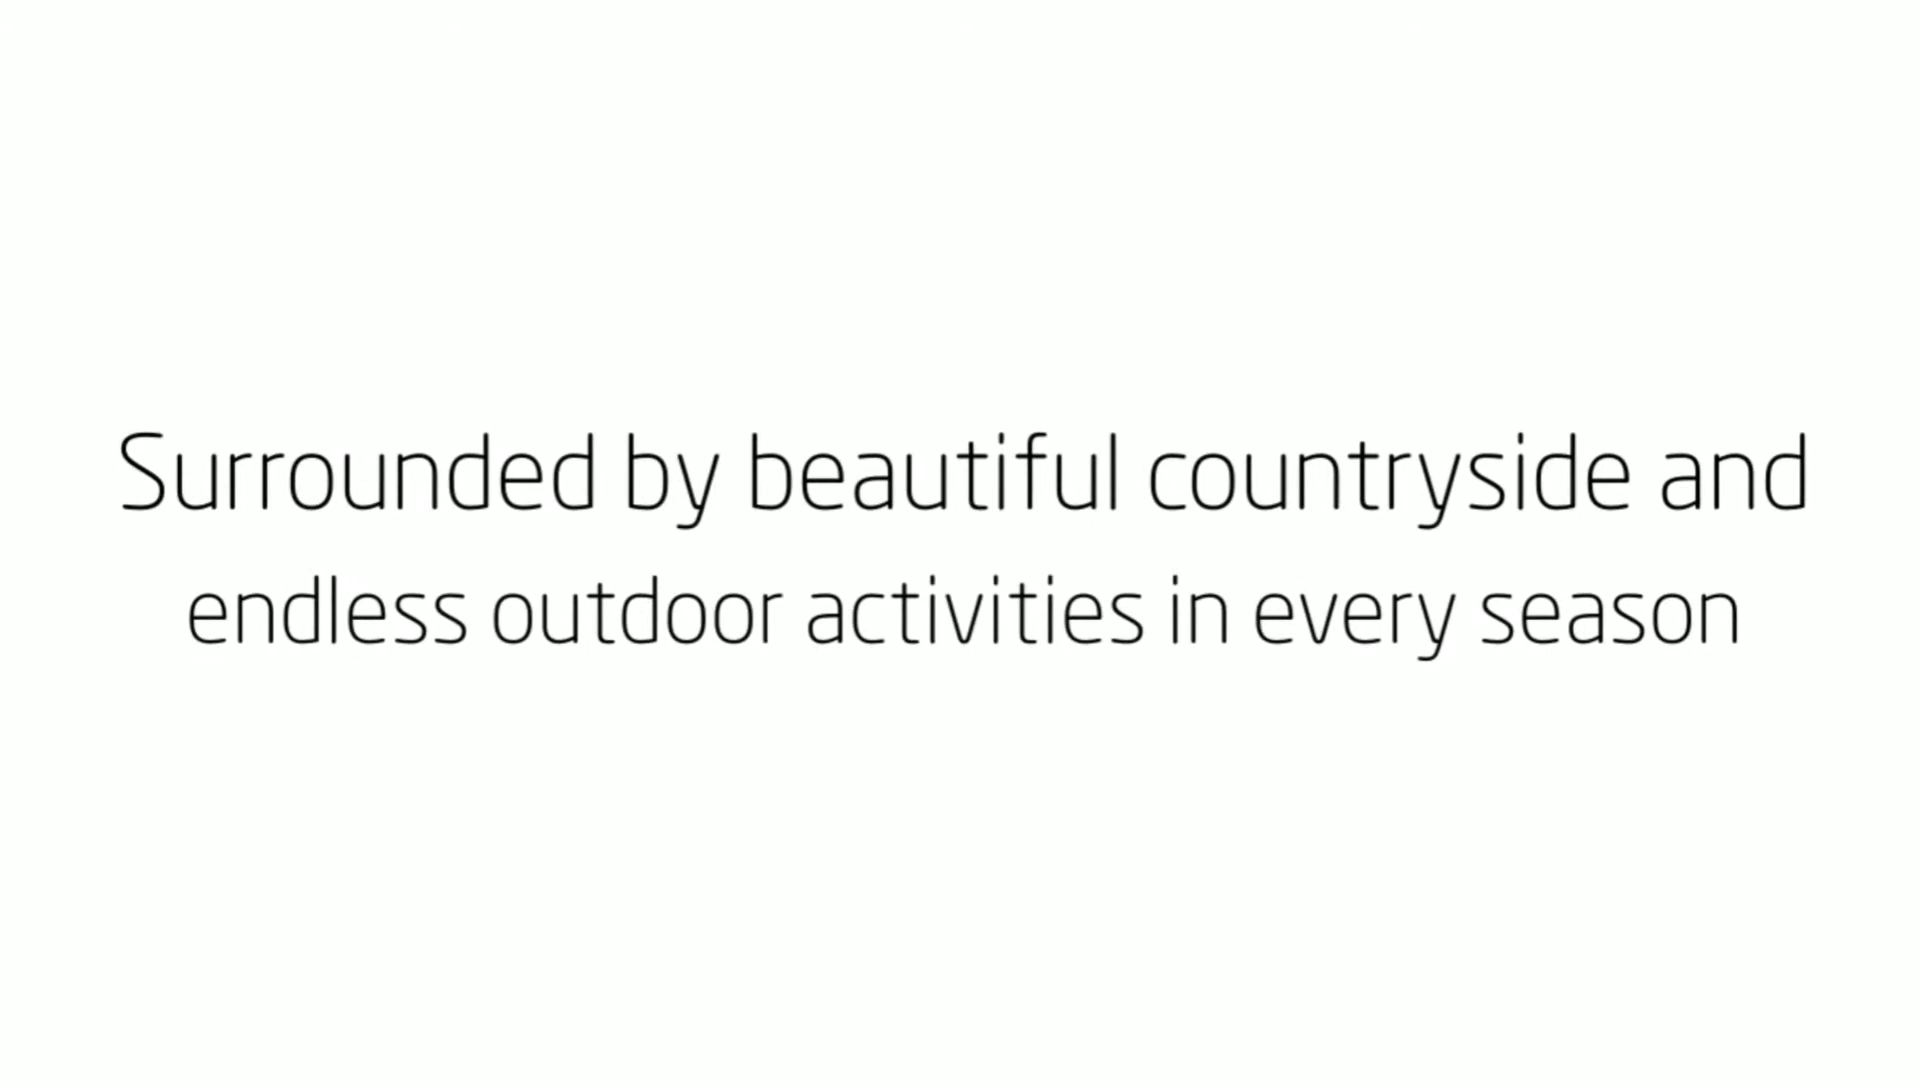 Surrounded by beautiful countryside and
endless outdoor activities in every season